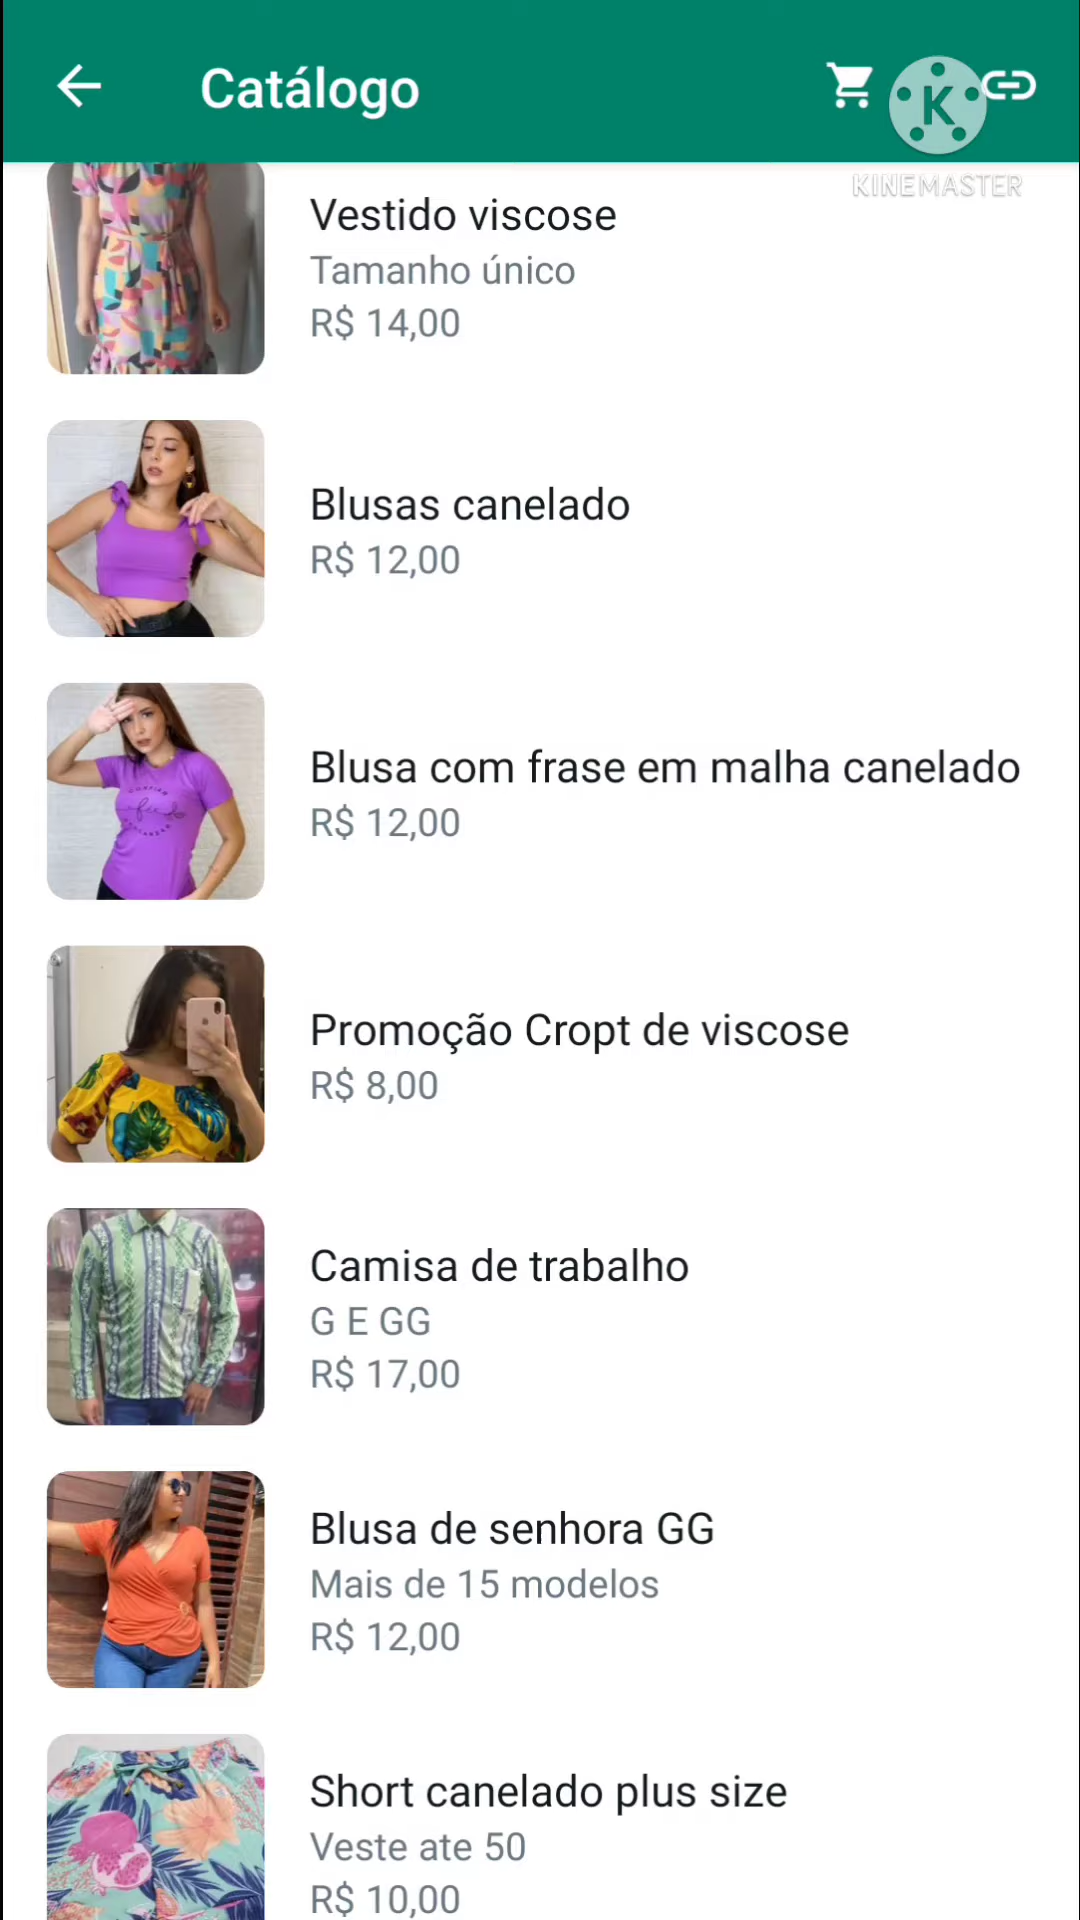 Catálogo
K
KINEMASTER
Vestido viscose
Tamanho único
R$ 14,00
Blusas canelado
R$ 12,00
Blusa com frase em malha canelado
R$ 12,00
Promoção Cropt de viscose
R$ 8,00
Camisa de trabalho
G E GG
R$ 17,00
Blusa de senhora GG
Mais de 15 modelos
R$ 12,00
Short canelado plus size
Veste ate 50
R$ 10,00